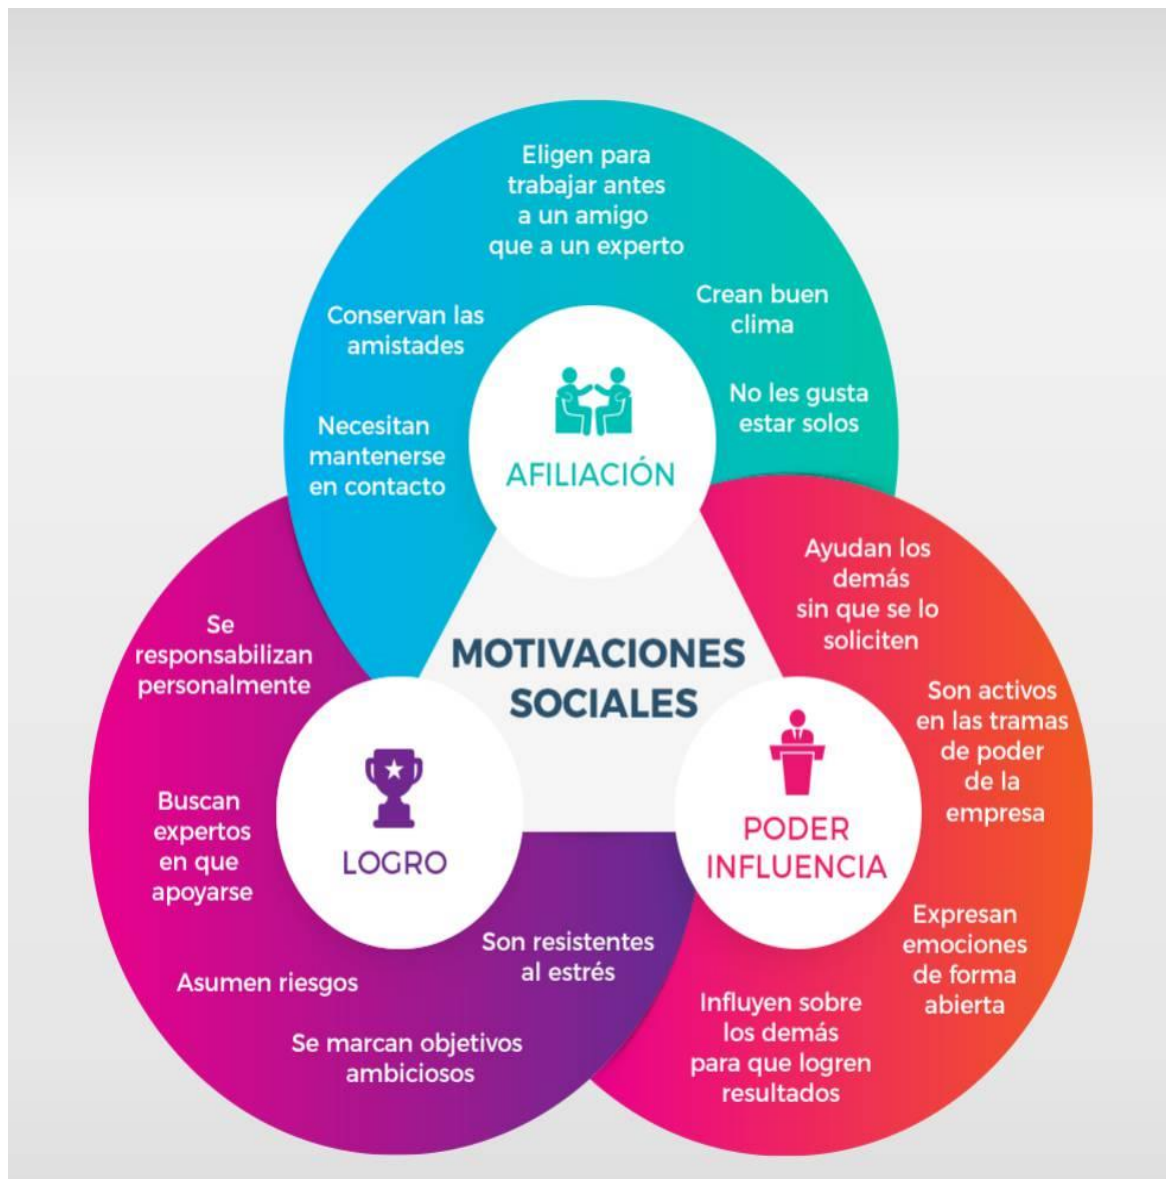 Eligen para
trabajar antes
a un amigo
que a un experto
Crean buen
clima
Conservan las
amistades
No les gusta
estar solos
Necesitan
mantenerse
en contacto
AFILIACIÓN
MOTIVACIONES
SOCIALES
Ayudan los
demás
sin que se lo
soliciten
Son activos
en las tramas
de poder
de la
empresa
PODER
INFLUENCIA
Expresan
emociones
de forma
abierta
Influyen sobre
los demás
para que logren
resultados
Se
responsabilizan
personalmente
LOGRO
Buscan
expertos
en que
apoyarse
Asumen riesgos
Son resistentes
al estrés
Se marcan objetivos
ambiciosos